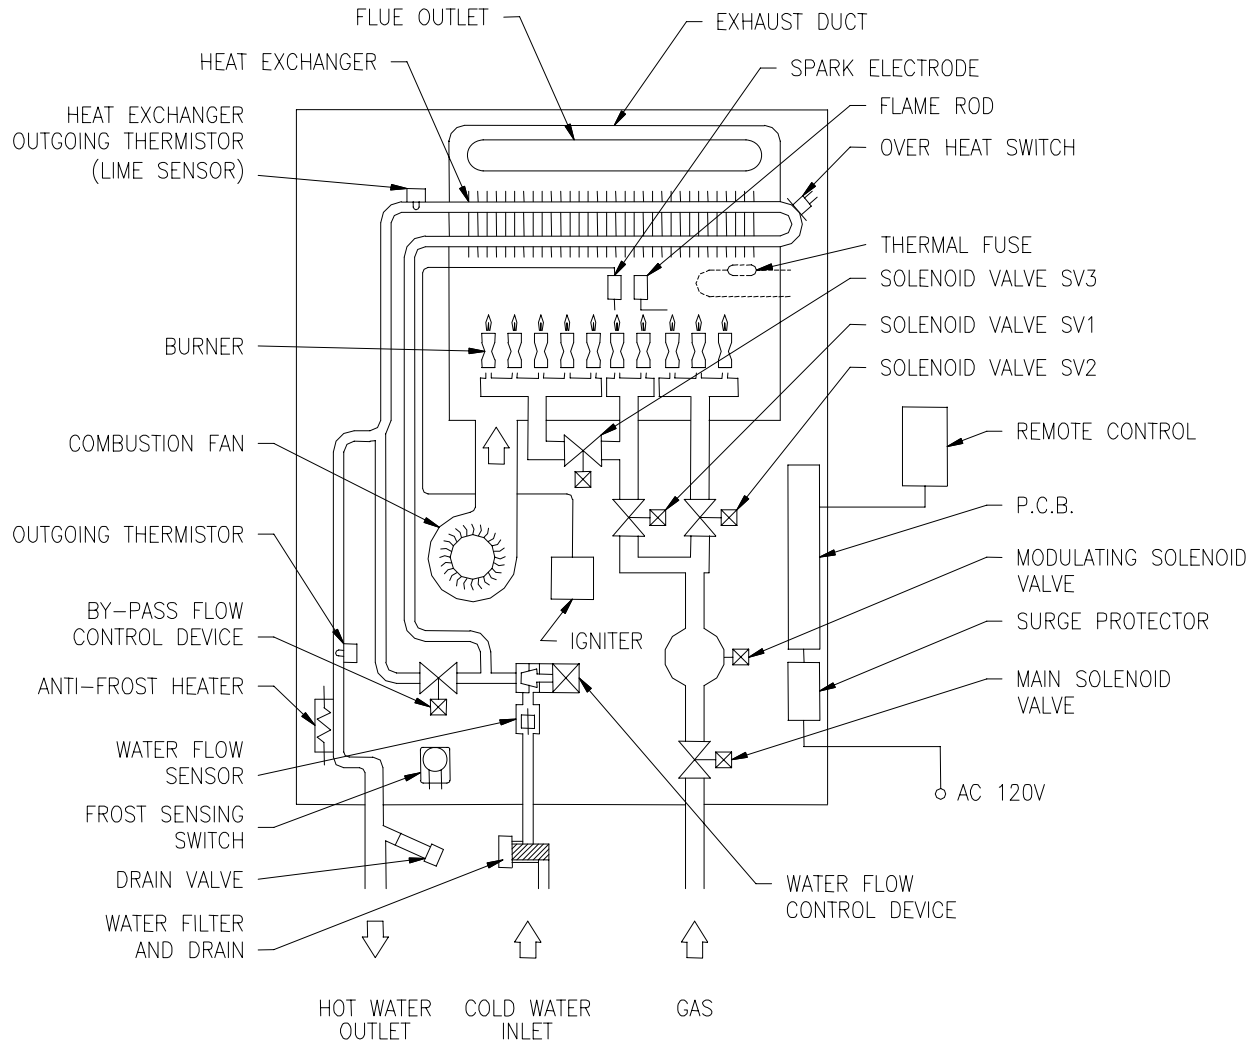 FLUE OUTLET
EXHAUST DUCT
HEAT EXCHANGER
SPARK ELECTRODE
FLAME ROD
HEAT EXCHANGER
OUTGOING THERMISTOR
(LIME SENSOR)
OVER HEAT SWITCH
THERMAL FUSE
SOLENOID VALVE SV3
SOLENOID VALVE SV1
BURNER
SOLENOID VALVE SV2
COMBUSTION FAN
REMOTE CONTROL
P.C.B.
OUTGOING THERMISTOR
MODULATING SOLENOID
VALVE
BY-PASS FLOW
CONTROL DEVICE
IGNITER
SURGE PROTECTOR
ANTI-FROST HEATER
MAIN SOLENOID
VALVE
WATER FLOW
SENSOR
AC 120V
FROST SENSING
SWITCH
DRAIN VALVE
WATER FLOW
CONTROL DEVICE
WATER FILTER
AND DRAIN
HOT WATER
OUTLET
COLD WATER
INLET
GAS